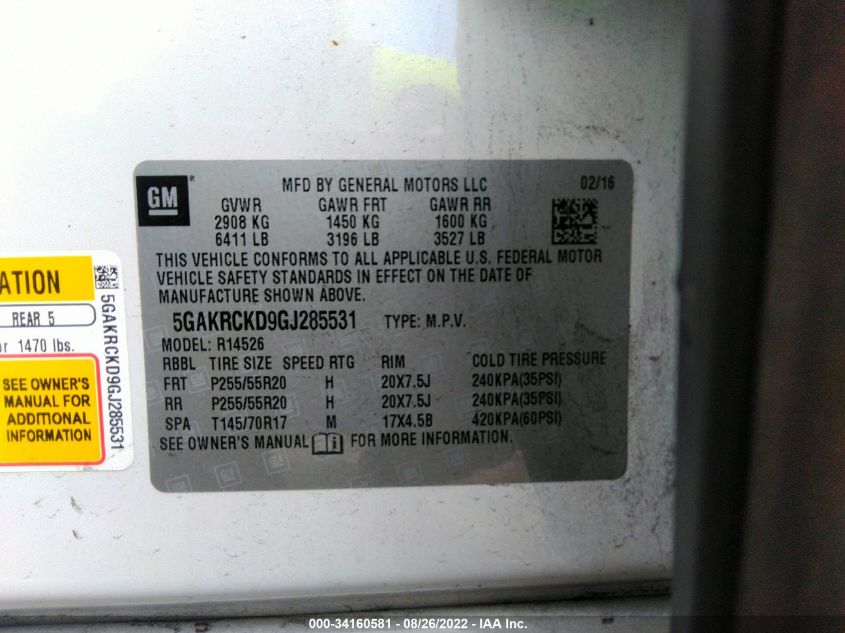 GM
MFD BY GENERAL MOTORS LLC 02/16
GVWR GAWR FRT GAWR RR
2908 KG 1450 KG 1600 KG
6411 LB 3196 LB 3527 LB
THIS VEHICLE CONFORMS TO ALL APPLICABLE U.S. FEDERAL MOTOR
VEHICLE SAFETY STANDARDS IN EFFECT ON THE DATE OF
MANUFACTURE SHOWN ABOVE.
5GAKRCKD9GJ285531 TYPE: M.P.V.
MODEL: R14526
RBBL TIRE SIZE SPEED RTG RIM COLD TIRE PRESSURE
FRT P255/55R20 H 20X7.5J 240KPA(35PSI)
RR P255/55R20 H 20X7.5J 240KPA(35PSI)
SPA T145/70R17 M 17X4.5B 420KPA(60PSI)
SEE OWNER'S MANUAL FOR MORE INFORMATION.
ATION
REAR 5
or 1470 lbs.
SEE OWNER'S
MANUAL FOR
ADDITIONAL
INFORMATION
5GAKRCKD9GJ285531
000-34160581 - 08/26/2022 - IAA Inc.